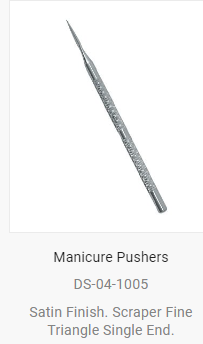 Manicure Pushers
DS-04-1005
Satin Finish. Scraper Fine
Triangle Single End.